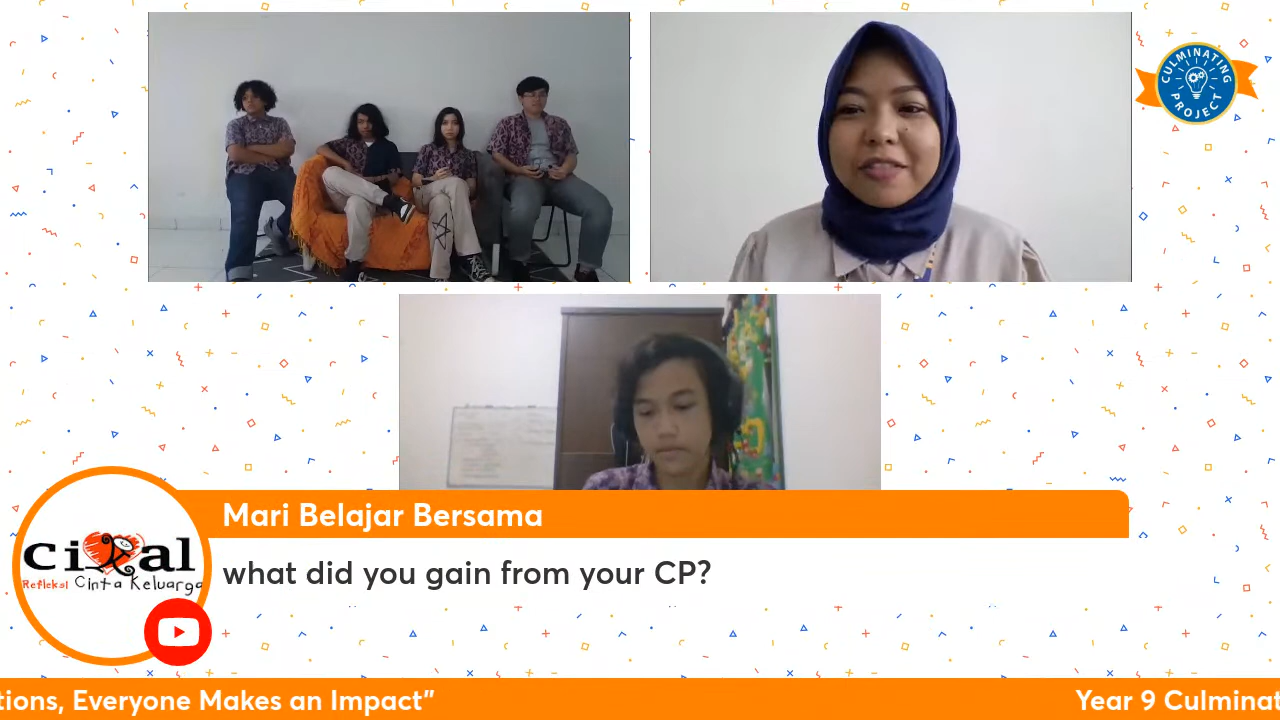 CULMINATING
PROJECT
Mari Belajar Bersama
cikal
Refleksi Cinta Keluarga
what did you gain from your CP?
tions, Everyone Makes an Impact”
Year 9 Culminat